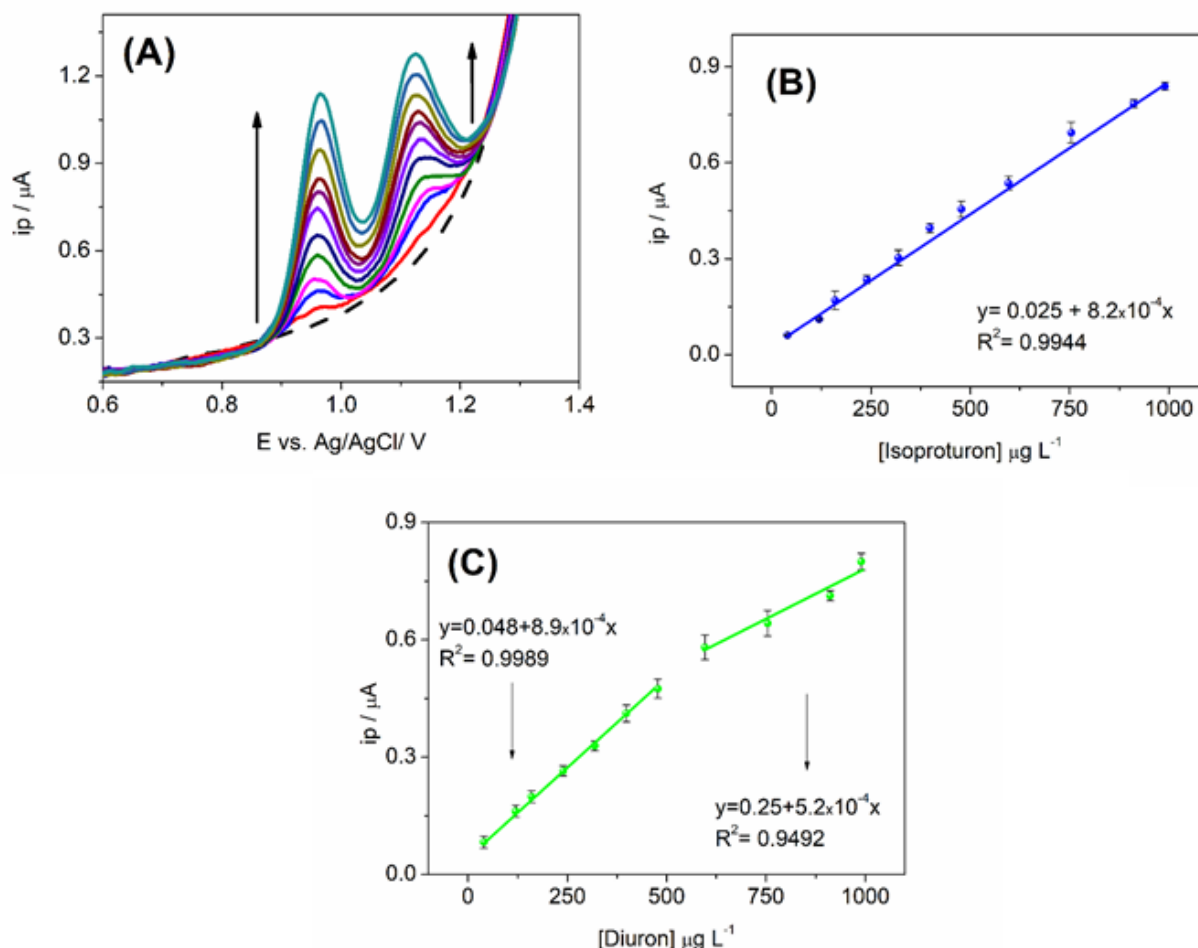 (A)
ip / μA
1.2
0.9
0.6
0.3
0.6 0.8 1.0 1.2 1.4
E vs. Ag/AgCl/ V
(B)
ip / μA
0.9
0.6
0.3
0.0
y= 0.025 + 8.2x10⁻⁴x
R²= 0.9944
0 250 500 750 1000
[Isoproturon] μg L⁻¹
(C)
ip / μA
0.9
0.6
0.3
0.0
y=0.048+8.9x10⁻⁴x
R²= 0.9989
y=0.25+5.2x10⁻⁴x
R²= 0.9492
0 250 500 750 1000
[Diuron] μg L⁻¹